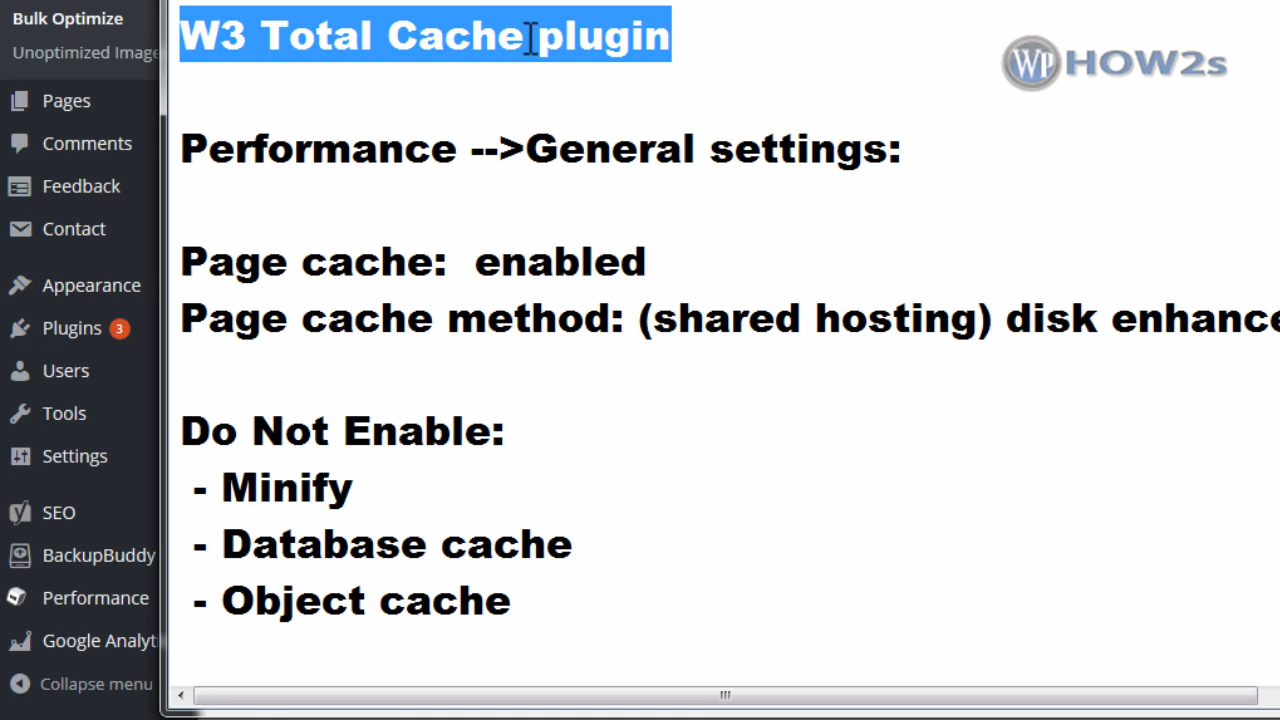 Bulk Optimize
Unoptimized Image
Pages
Comments
Feedback
Contact
Appearance
Plugins 3
Users
Tools
Settings
SEO
BackupBuddy
Performance
Google Analyt
Collapse menu
W3 Total Cache plugin
WP HOW2s
Performance -->General settings:
Page cache: enabled
Page cache method: (shared hosting) disk enhance
Do Not Enable:
- Minify
- Database cache
- Object cache